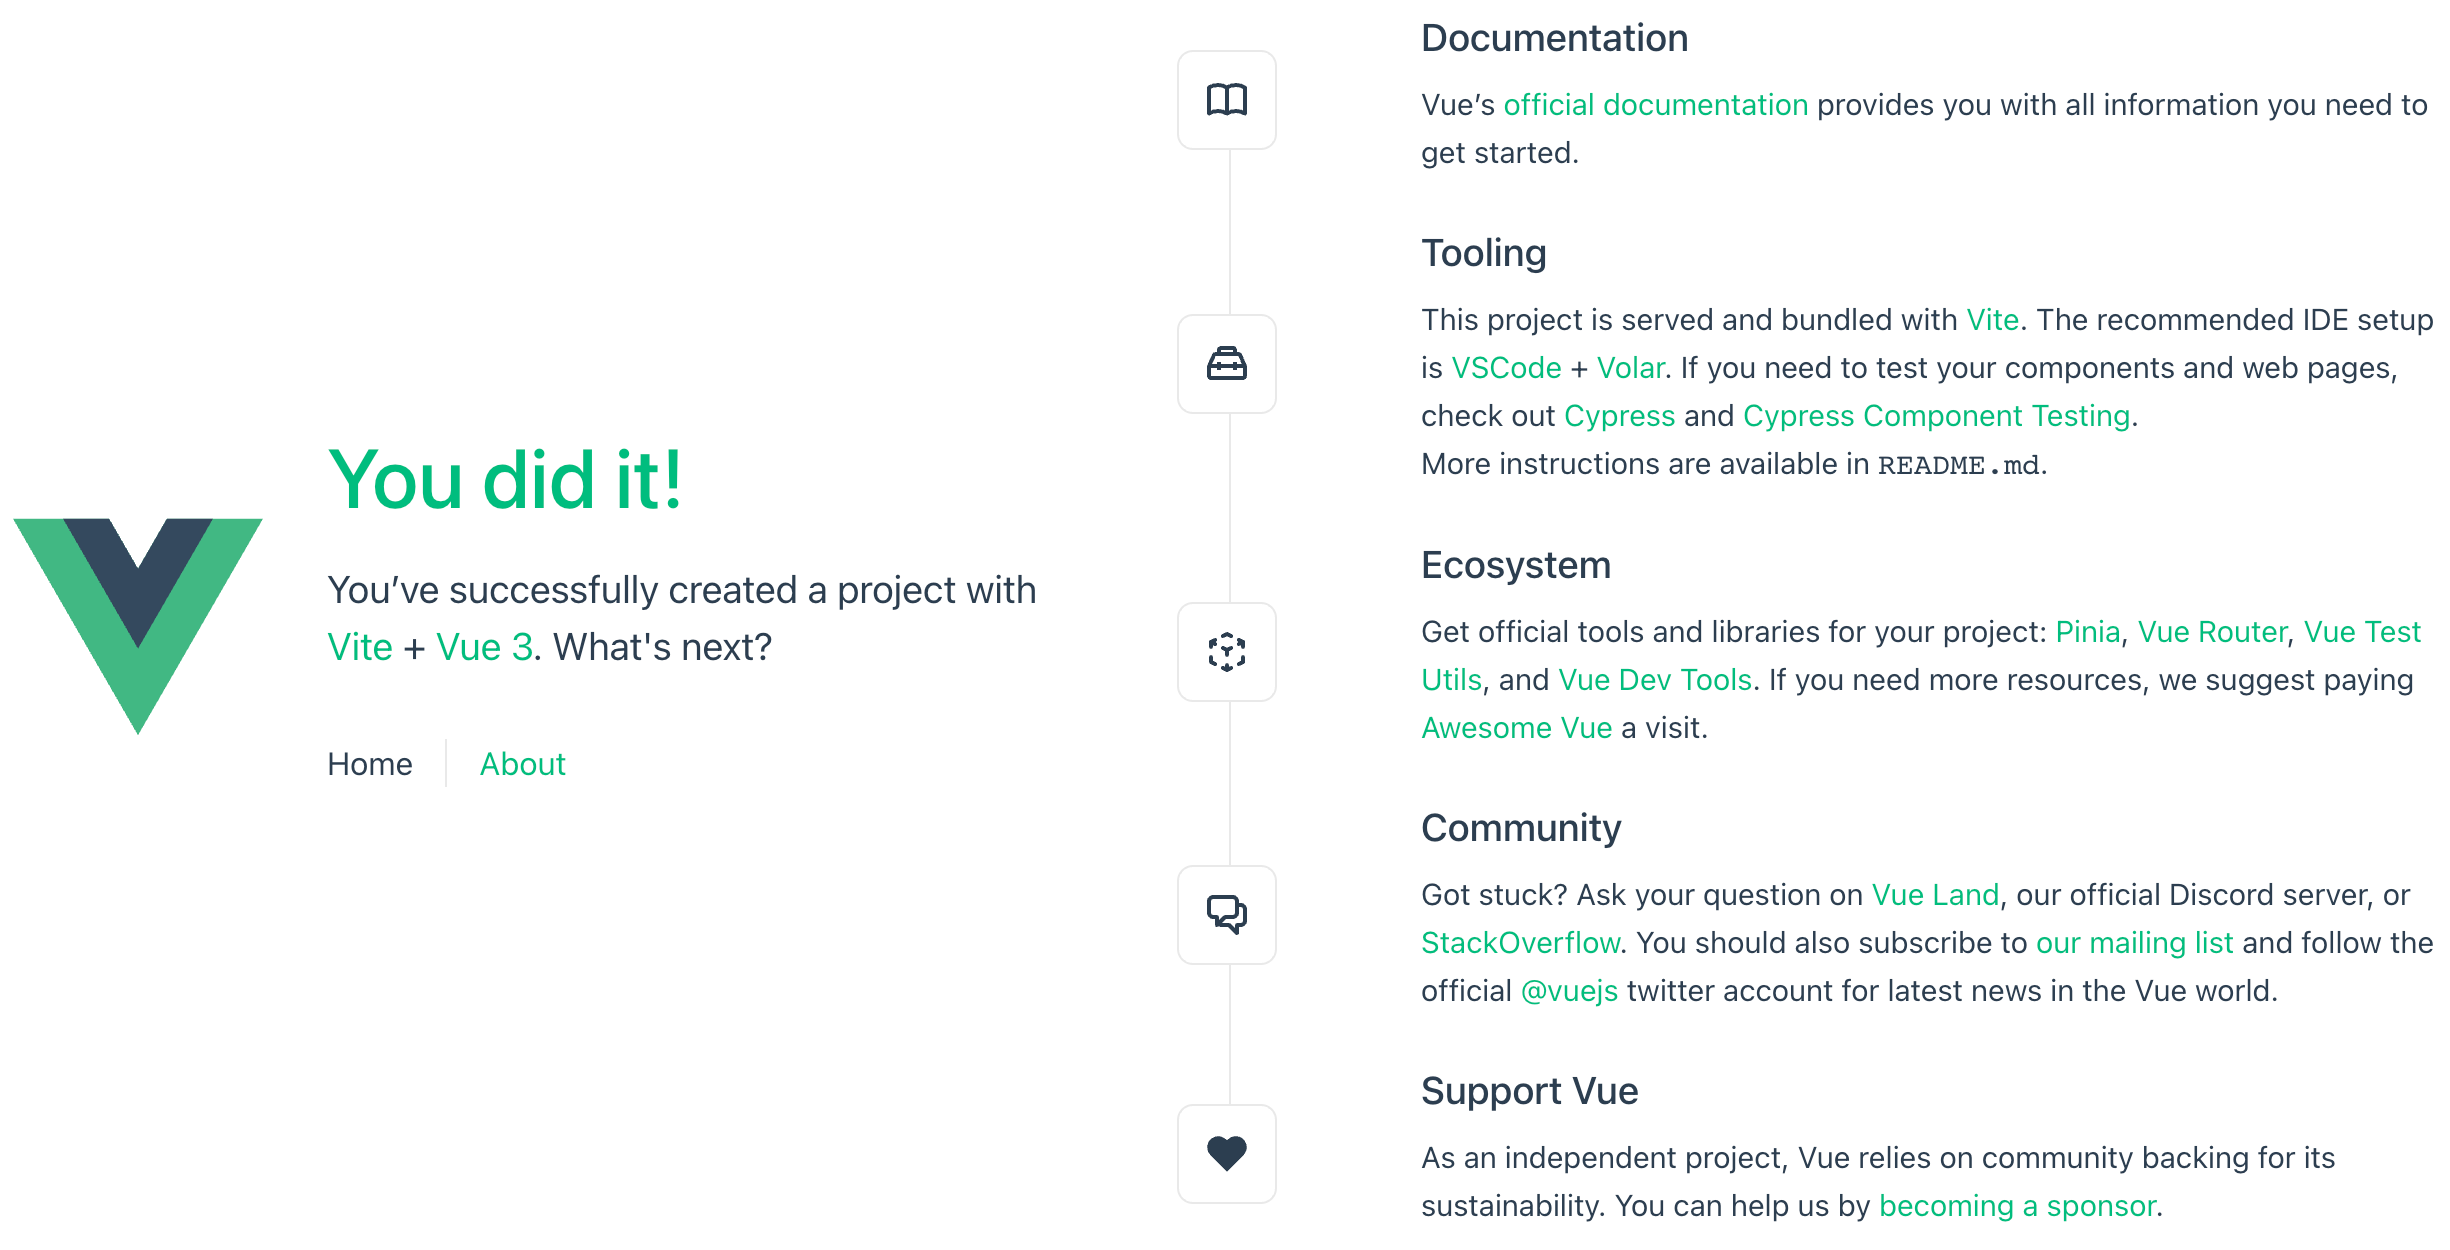 You did it!
You’ve successfully created a project with
Vite + Vue 3. What's next?
Home
About
Documentation
Vue’s official documentation provides you with all information you need to
get started.
Tooling
This project is served and bundled with Vite. The recommended IDE setup
is VSCode + Volar. If you need to test your components and web pages,
check out Cypress and Cypress Component Testing.
More instructions are available in README.md.
Ecosystem
Get official tools and libraries for your project: Pinia, Vue Router, Vue Test
Utils, and Vue Dev Tools. If you need more resources, we suggest paying
Awesome Vue a visit.
Community
Got stuck? Ask your question on Vue Land, our official Discord server, or
StackOverflow. You should also subscribe to our mailing list and follow the
official @vuejs twitter account for latest news in the Vue world.
Support Vue
As an independent project, Vue relies on community backing for its
sustainability. You can help us by becoming a sponsor.